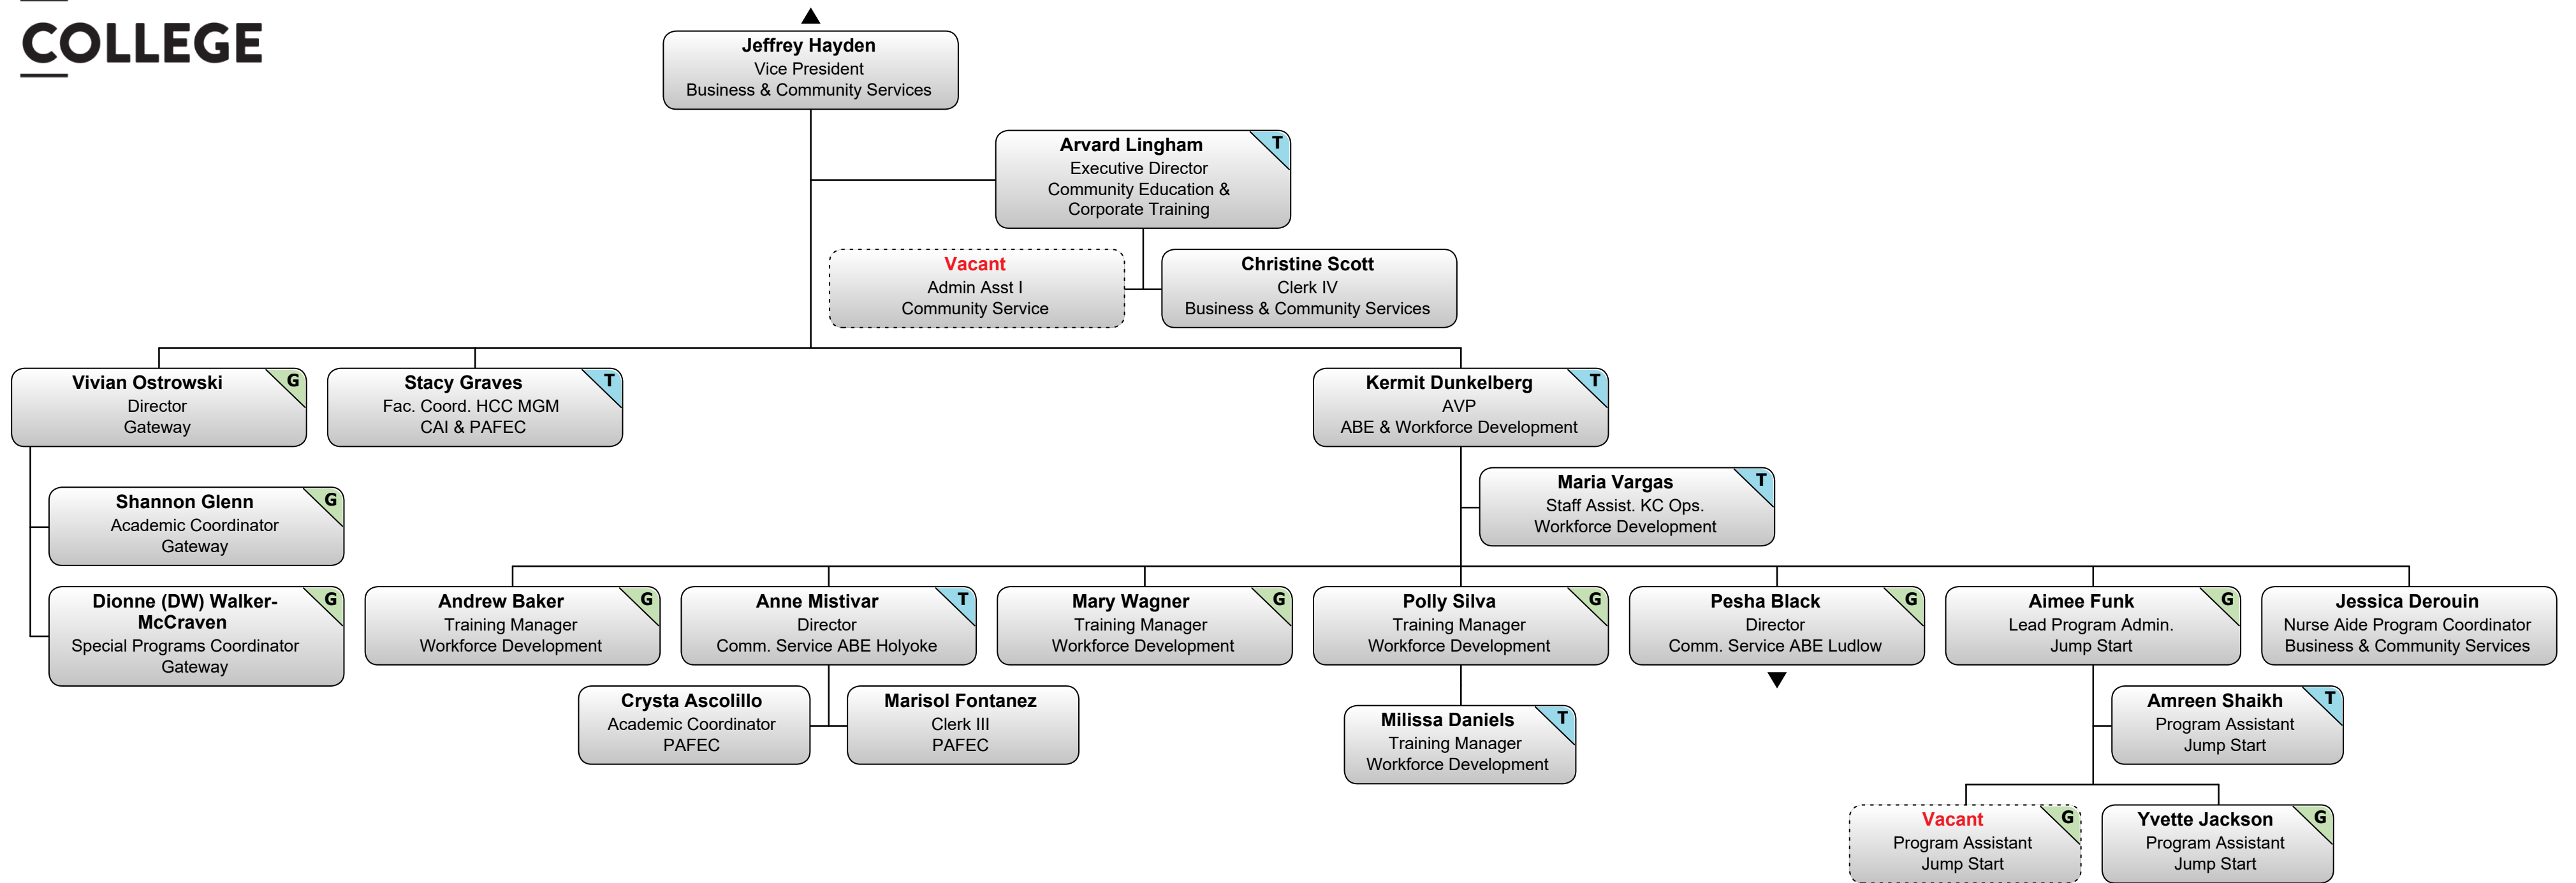 COLLEGE
Jeffrey Hayden
Vice President
Business & Community Services
Arvard Lingham
T
Executive Director
Community Education &
Corporate Training
Vacant
Admin Asst I
Community Service
Christine Scott
Clerk IV
Business & Community Services
Vivian Ostrowski
G
Director
Gateway
Stacy Graves
T
Fac. Coord. HCC MGM
CAI & PAFEC
Kermit Dunkelberg
T
AVP
ABE & Workforce Development
Maria Vargas
T
Staff Assist. KC Ops.
Workforce Development
Shannon Glenn
G
Academic Coordinator
Gateway
Dionne (DW) Walker-
McCraven
G
Special Programs Coordinator
Gateway
Andrew Baker
G
Training Manager
Workforce Development
Anne Mistivar
T
Director
Comm. Service ABE Holyoke
Mary Wagner
G
Training Manager
Workforce Development
Polly Silva
G
Training Manager
Workforce Development
Pesha Black
G
Director
Comm. Service ABE Ludlow
Aimee Funk
G
Lead Program Admin.
Jump Start
Jessica Derouin
Nurse Aide Program Coordinator
Business & Community Services
Crysta Ascolillo
Academic Coordinator
PAFEC
Marisol Fontanez
Clerk III
PAFEC
Milissa Daniels
T
Training Manager
Workforce Development
Amreen Shaikh
T
Program Assistant
Jump Start
Vacant
G
Program Assistant
Jump Start
Yvette Jackson
G
Program Assistant
Jump Start